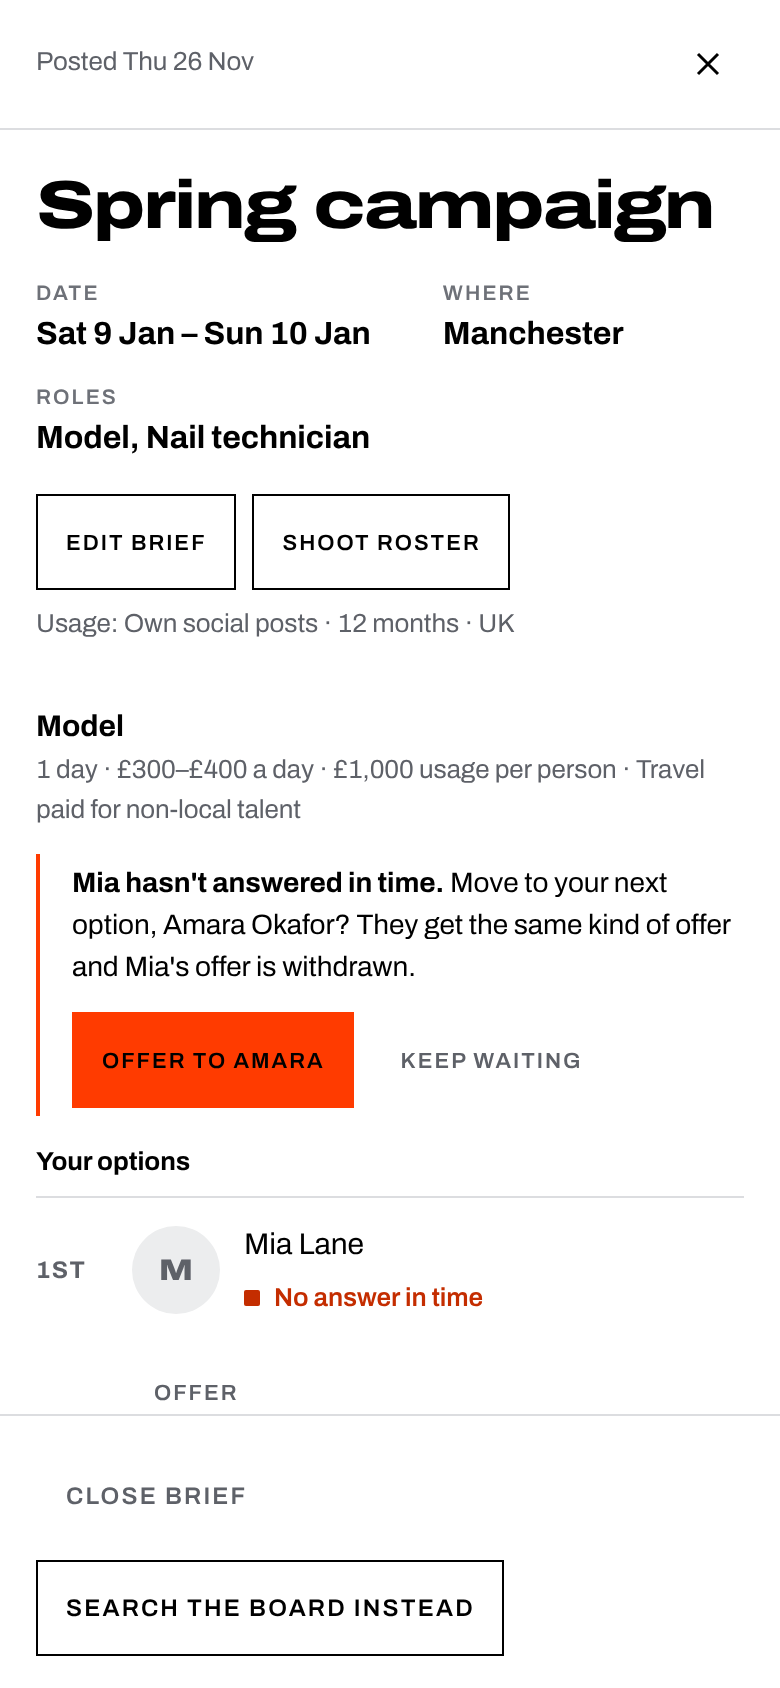 Posted Thu 26 Nov
Spring campaign
DATE
Sat 9 Jan – Sun 10 Jan
WHERE
Manchester
ROLES
Model, Nail technician
EDIT BRIEF
SHOOT ROSTER
Usage: Own social posts · 12 months · UK
Model
1 day · £300–£400 a day · £1,000 usage per person · Travel
paid for non-local talent
Mia hasn't answered in time. Move to your next
option, Amara Okafor? They get the same kind of offer
and Mia's offer is withdrawn.
OFFER TO AMARA
KEEP WAITING
Your options
1ST
M
Mia Lane
No answer in time
OFFER
CLOSE BRIEF
SEARCH THE BOARD INSTEAD